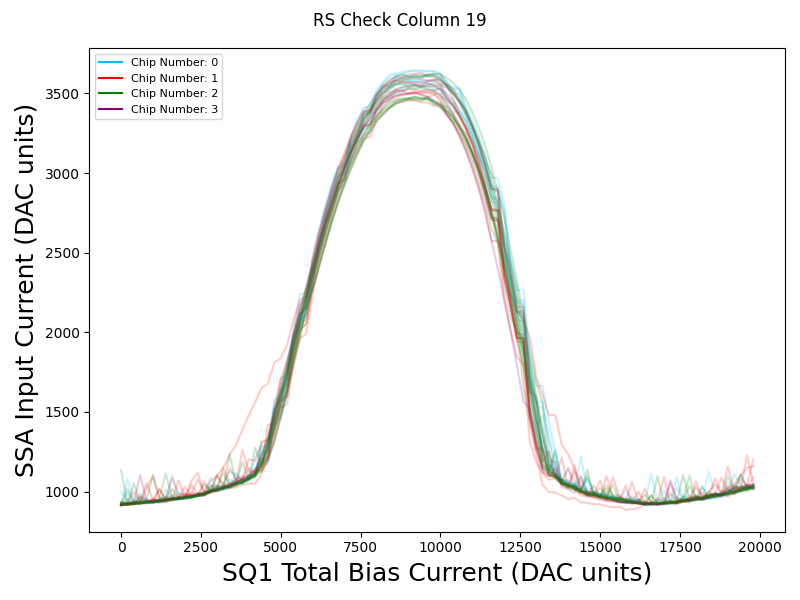 RS Check Column 19
SSA Input Current (DAC units)
3500
3000
2500
2000
1500
1000
Chip Number: 0
Chip Number: 1
Chip Number: 2
Chip Number: 3
0 2500 5000 7500 10000 12500 15000 17500 20000
SQ1 Total Bias Current (DAC units)